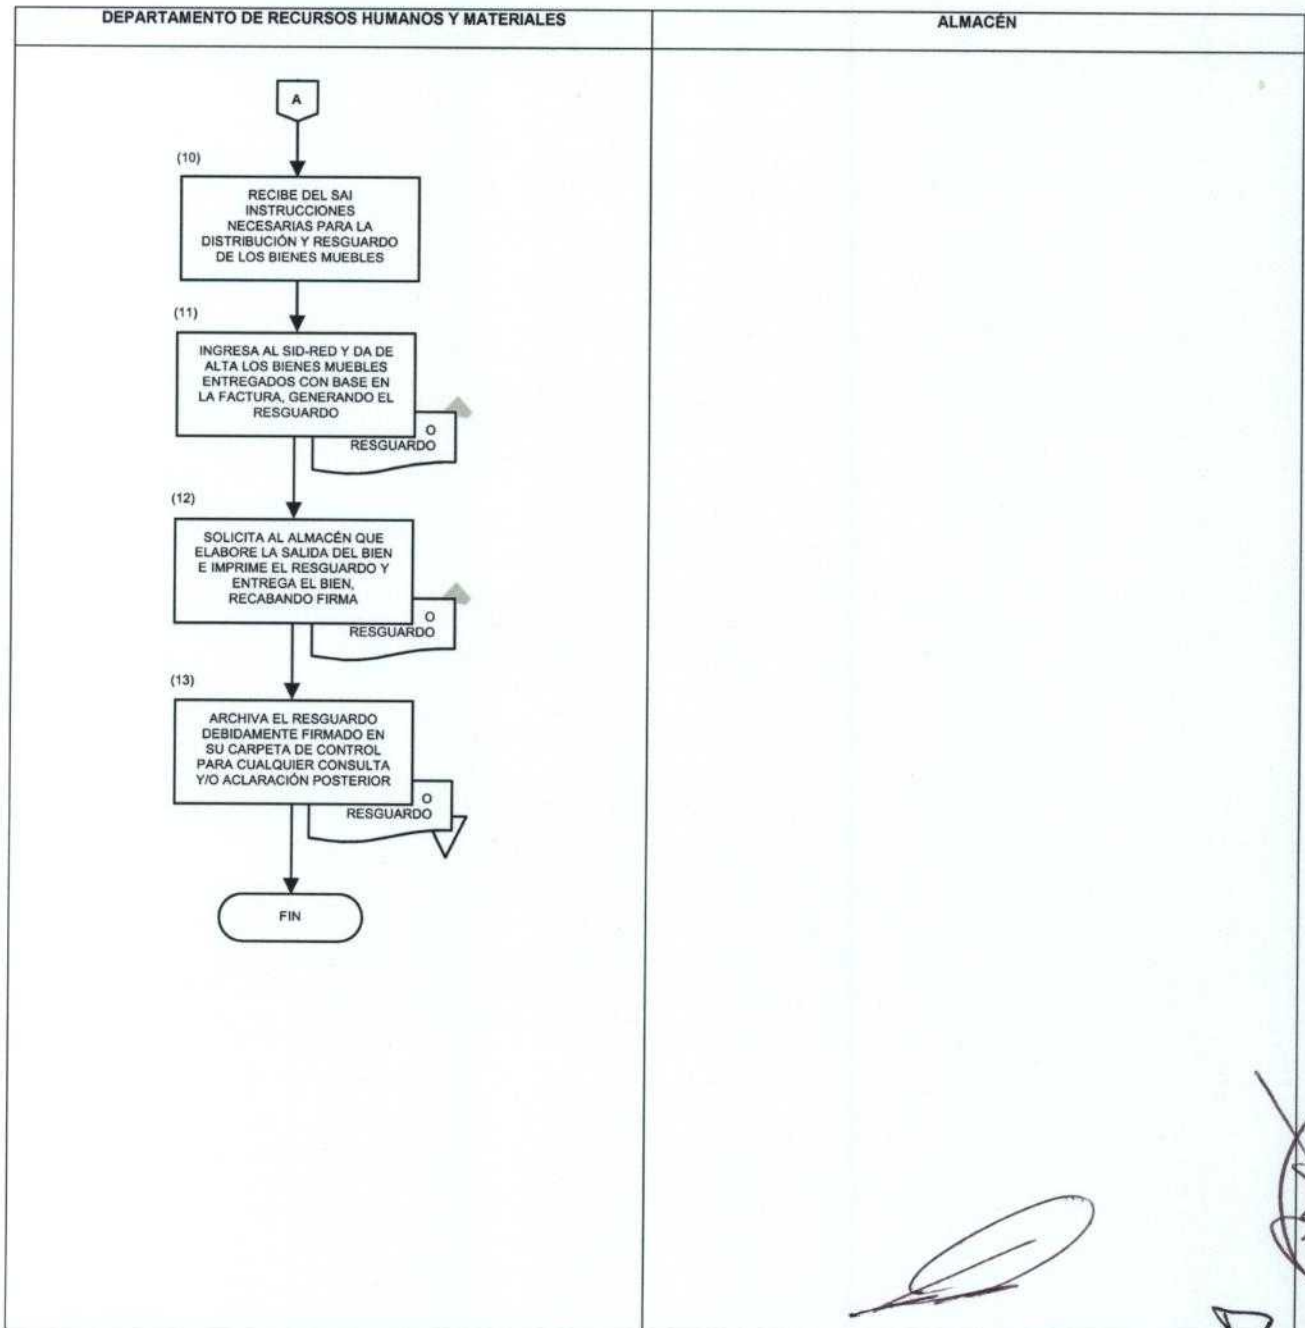 DEPARTAMENTO DE RECURSOS HUMANOS Y MATERIALES
ALMACÉN
A
(10)
RECIBE DEL SAI
INSTRUCCIONES
NECESARIAS PARA LA
DISTRIBUCIÓN Y RESGUARDO
DE LOS BIENES MUEBLES
(11)
INGRESA AL SID-RED Y DA DE
ALTA LOS BIENES MUEBLES
ENTREGADOS CON BASE EN
LA FACTURA, GENERANDO EL
RESGUARDO
O
RESGUARDO
(12)
SOLICITA AL ALMACÉN QUE
ELABORE LA SALIDA DEL BIEN
E IMPRIME EL RESGUARDO Y
ENTREGA EL BIEN,
RECABANDO FIRMA
O
RESGUARDO
(13)
ARCHIVA EL RESGUARDO
DEBIDAMENTE FIRMADO EN
SU CARPETA DE CONTROL
PARA CUALQUIER CONSULTA
Y/O ACLARACIÓN POSTERIOR
O
RESGUARDO
FIN